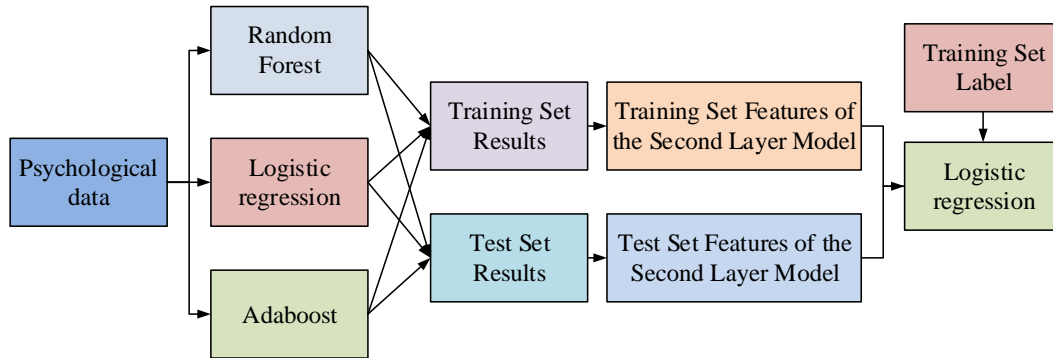 Psychological
data
Random
Forest
Logistic
regression
Adaboost
Training Set
Results
Test Set
Results
Training Set Features of
the Second Layer Model
Test Set Features of the
Second Layer Model
Training Set
Label
Logistic
regression